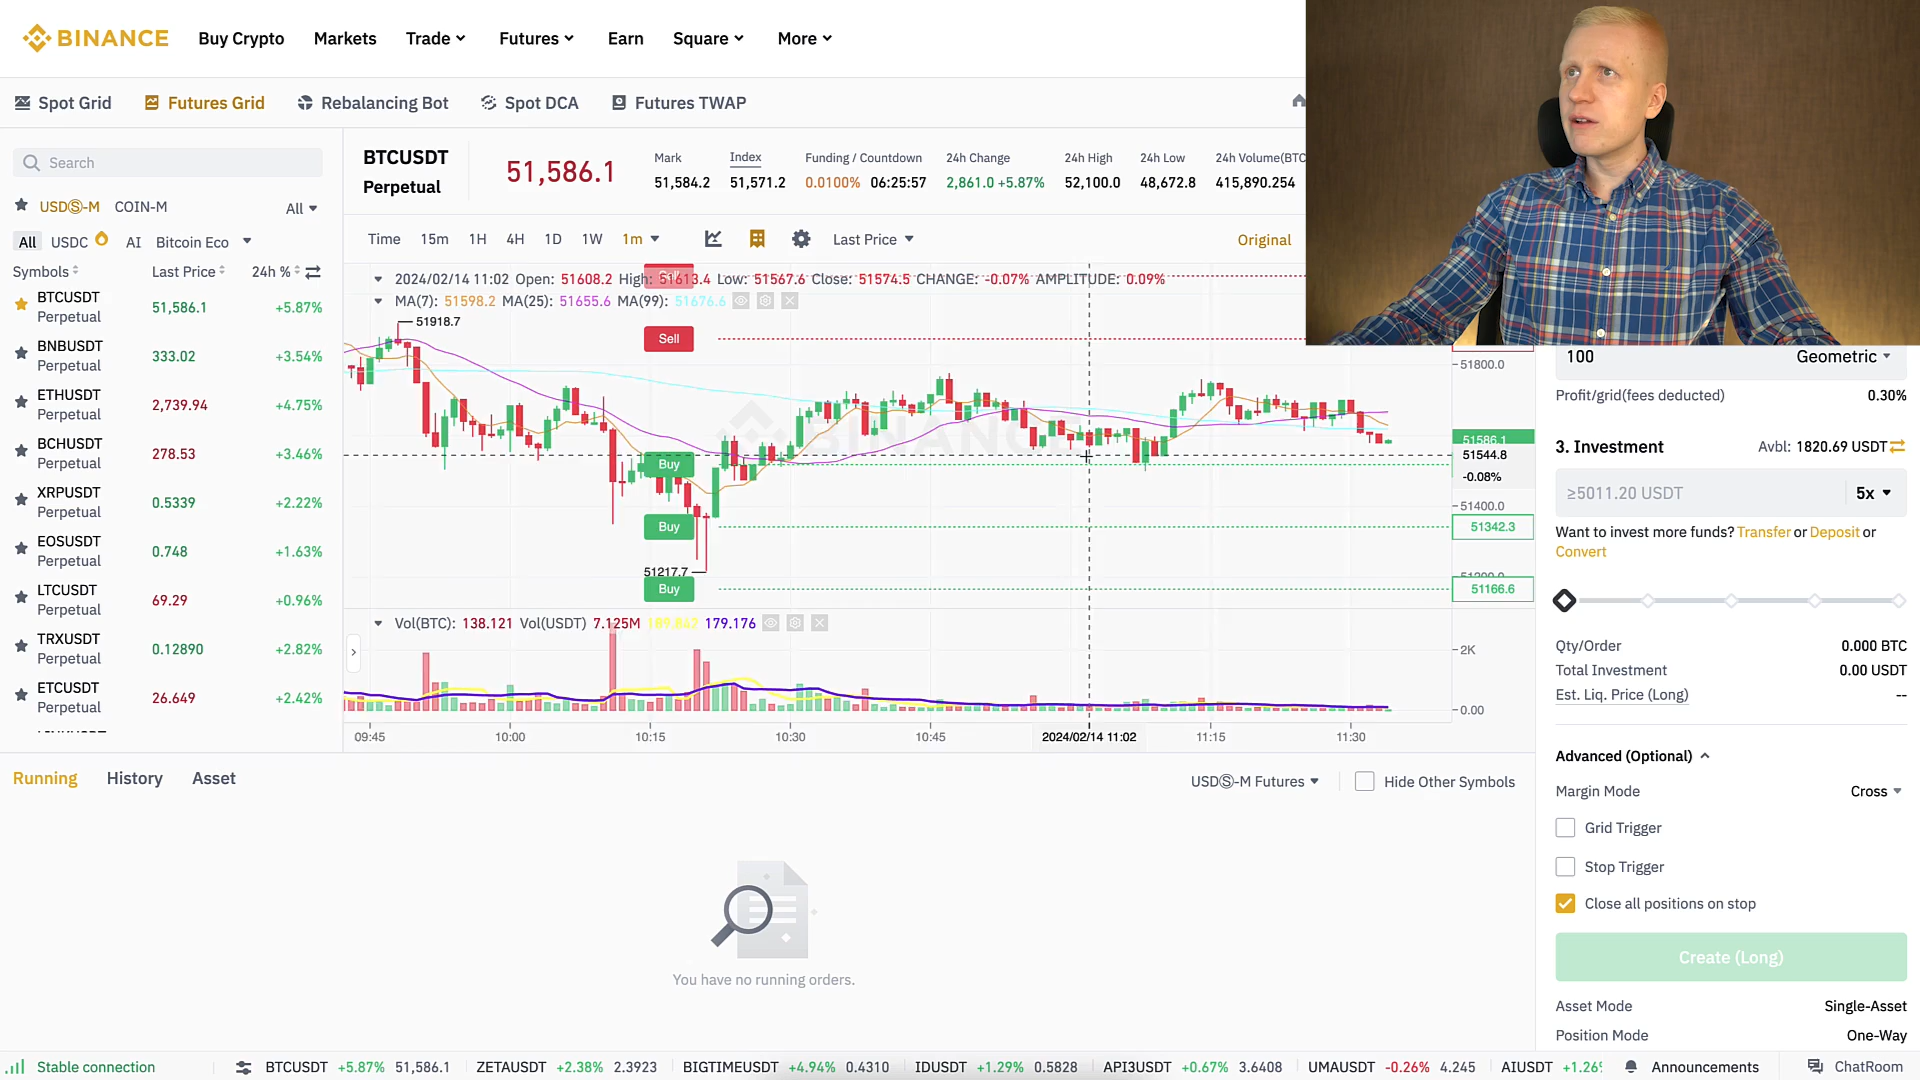 BINANCE Buy Crypto Markets Trade Futures Earn Square More
Spot Grid Futures Grid Rebalancing Bot Spot DCA Futures TWAP
Search
USDⓈ-M COIN-M All
All USDC AI Bitcoin Eco
Symbols Last Price 24h %
BTCUSDT Perpetual 51,586.1 +5.87%
BNBUSDT Perpetual 333.02 +3.54%
ETHUSDT Perpetual 2,739.94 +4.75%
BCHUSDT Perpetual 278.53 +3.46%
XRPUSDT Perpetual 0.5339 +2.22%
EOSUSDT Perpetual 0.748 +1.63%
LTCUSDT Perpetual 69.29 +0.96%
TRXUSDT Perpetual 0.12890 +2.82%
ETCUSDT Perpetual 26.649 +2.42%
BTCUSDT
Perpetual
51,586.1
Mark Index Funding / Countdown 24h Change 24h High 24h Low 24h Volume(BTC
51,584.2 51,571.2 0.0100% 06:25:57 2,861.0 +5.87% 52,100.0 48,672.8 415,890.254
Time 15m 1H 4H 1D 1W 1m Last Price Original
2024/02/14 11:02 Open: 51608.2 High: 51613.4 Low: 51567.6 Close: 51574.5 CHANGE: -0.07% AMPLITUDE: 0.09%
MA(7): 51598.2 MA(25): 51655.6 MA(99): 51676.6
51918.7
Sell
Sell
51800.0
BINANCE
51586.1
51544.8
-0.08%
Buy
51400.0
Buy
51342.3
51217.7
51200.0
Buy
51166.6
Vol(BTC): 138.121 Vol(USDT) 7.125M 189.842 179.176
2K
0.00
09:45 10:00 10:15 10:30 10:45 2024/02/14 11:02 11:15 11:30
Running History Asset
USDⓈ-M Futures Hide Other Symbols
You have no running orders.
100 Geometric
Profit/grid(fees deducted) 0.30%
3. Investment Avbl: 1820.69 USDT
≥5011.20 USDT 5x
Want to invest more funds? Transfer or Deposit or
Convert
Qty/Order 0.000 BTC
Total Investment 0.00 USDT
Est. Liq. Price (Long) --
Advanced (Optional)
Margin Mode Cross
Grid Trigger
Stop Trigger
Close all positions on stop
Create (Long)
Asset Mode Single-Asset
Position Mode One-Way
Stable connection BTCUSDT +5.87% 51,586.1 ZETAUSDT +2.38% 2.3923 BIGTIMEUSDT +4.94% 0.4310 IDUSDT +1.29% 0.5828 API3USDT +0.67% 3.6408 UMAUSDT -0.26% 4.245 AIUSDT +1.26% Announcements ChatRoom